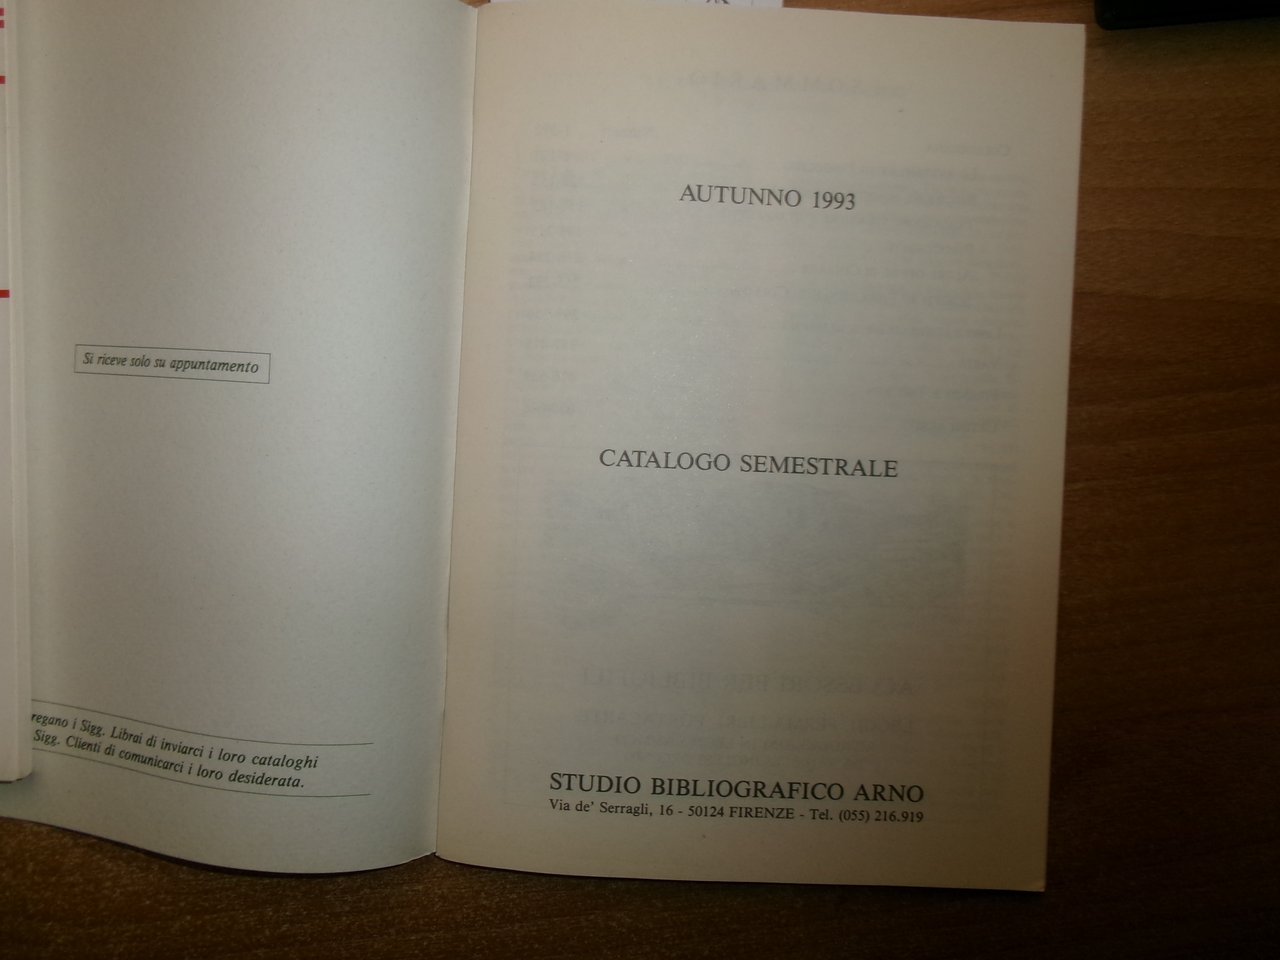 Si riceve solo su appuntamento
regano i Sigg. Librai di inviarci i loro cataloghi
Sigg. Clienti di comunicarci i loro desiderata.
AUTUNNO 1993
CATALOGO SEMESTRALE
STUDIO BIBLIOGRAFICO ARNO
Via de' Serragli, 16 - 50124 FIRENZE - Tel. (055) 216.919